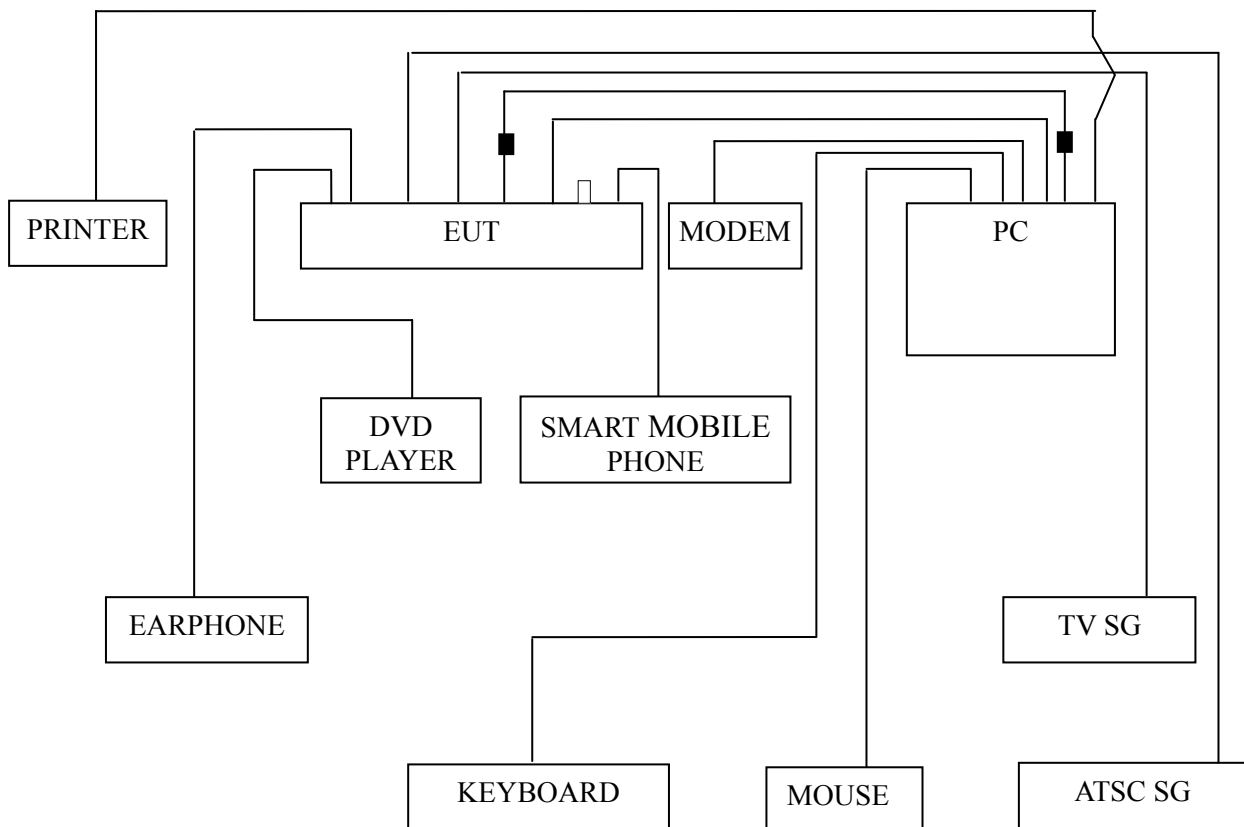 PRINTER
EUT
MODEM
PC
DVD
PLAYER
SMART MOBILE
PHONE
EARPHONE
TV SG
KEYBOARD
MOUSE
ATSC SG